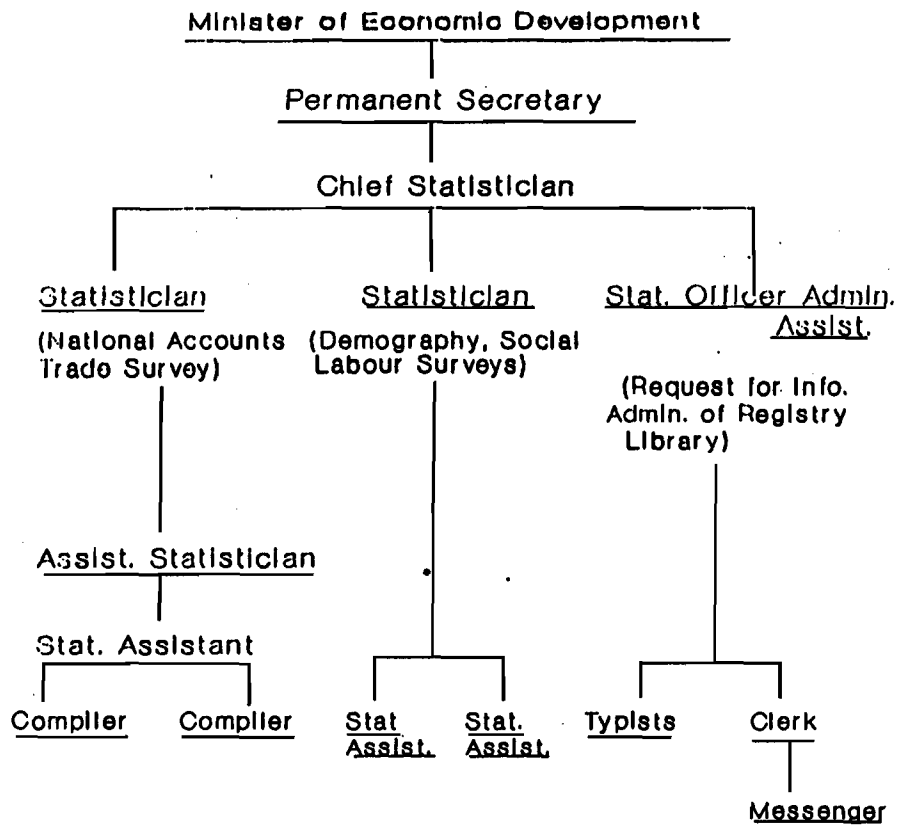 Minister of Economic Development
Permanent Secretary
Chief Statistician
Statistician
(National Accounts
Trade Survey)
Statistician
(Demography, Social
Labour Surveys)
Stat. Officer Admin.
Assist.
(Request for Info.
Admin. of Registry
Library)
Assist. Statistician
Stat. Assistant
Compiler
Compiler
Stat
Assist.
Stat.
Assist.
Typists
Clerk
Messenger